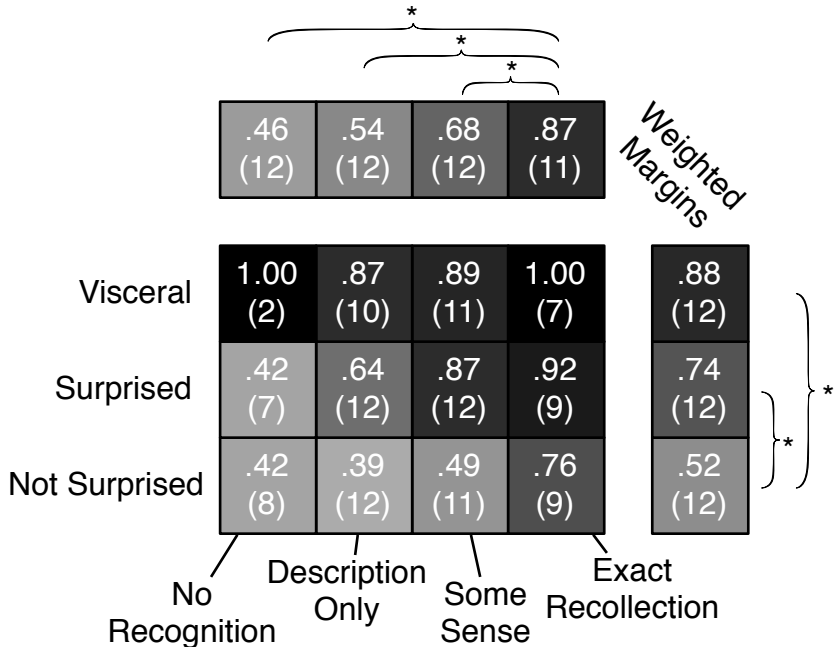 *
*
*
.46 .54 .68 .87
(12) (12) (12) (11)
Weighted
Margins
Visceral 1.00 .87 .89 1.00 .88
(2) (10) (11) (7) (12)
Surprised .42 .64 .87 .92 .74
(7) (12) (12) (9) (12)
*
*
Not Surprised .42 .39 .49 .76 .52
(8) (12) (11) (9) (12)
No
Recognition
Description
Only
Some
Sense
Exact
Recollection